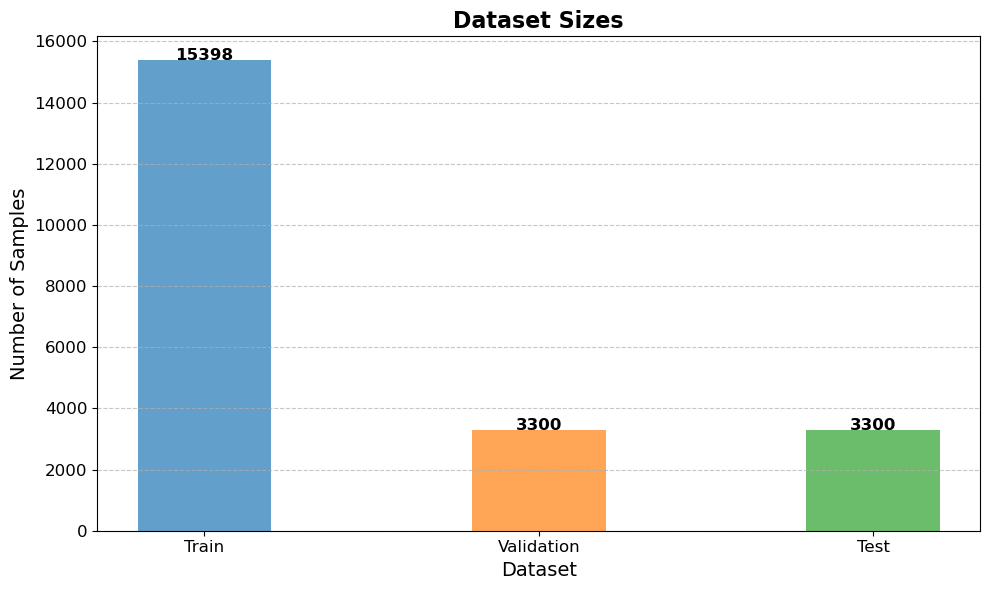 Dataset Sizes
16000
14000
12000
10000
8000
6000
4000
2000
0
Number of Samples
15398
3300
3300
Train
Validation
Test
Dataset